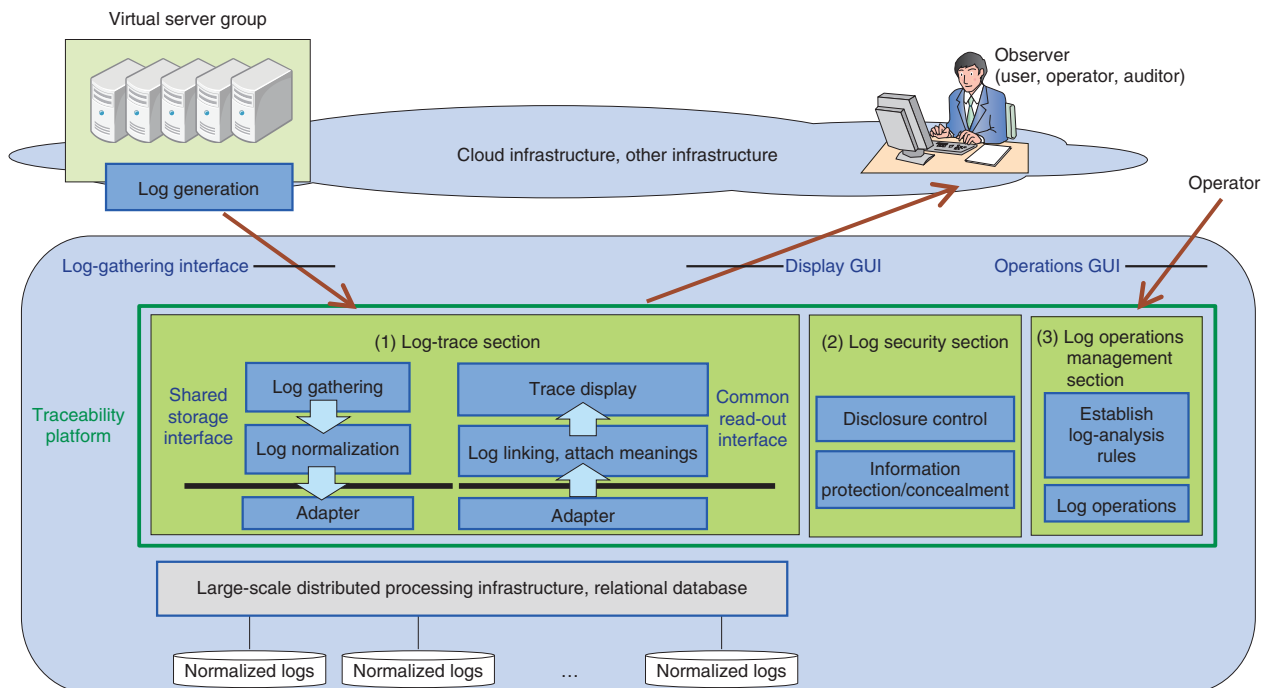 Virtual server group
Observer
(user, operator, auditor)
Cloud infrastructure, other infrastructure
Log generation
Operator
Log-gathering interface
Display GUI
Operations GUI
Traceability
platform
(1) Log-trace section
Shared
storage
interface
Log gathering
Log normalization
Adapter
Trace display
Log linking, attach meanings
Adapter
Common
read-out
interface
(2) Log security section
Disclosure control
Information
protection/concealment
(3) Log operations
management
section
Establish
log-analysis
rules
Log operations
Large-scale distributed processing infrastructure, relational database
Normalized logs
Normalized logs
...
Normalized logs